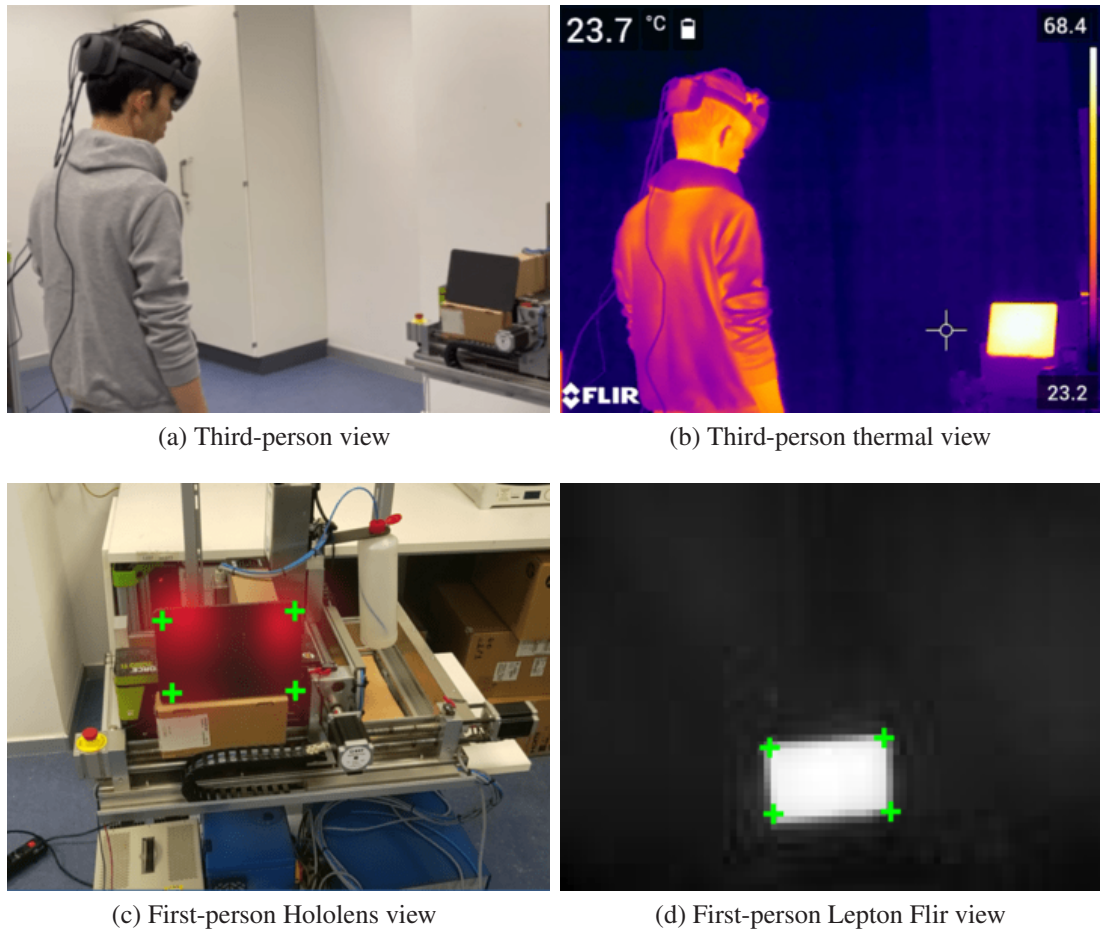 23.7 °C
68.4
FLIR
23.2
(a) Third-person view
(b) Third-person thermal view
(c) First-person Hololens view
(d) First-person Lepton Flir view